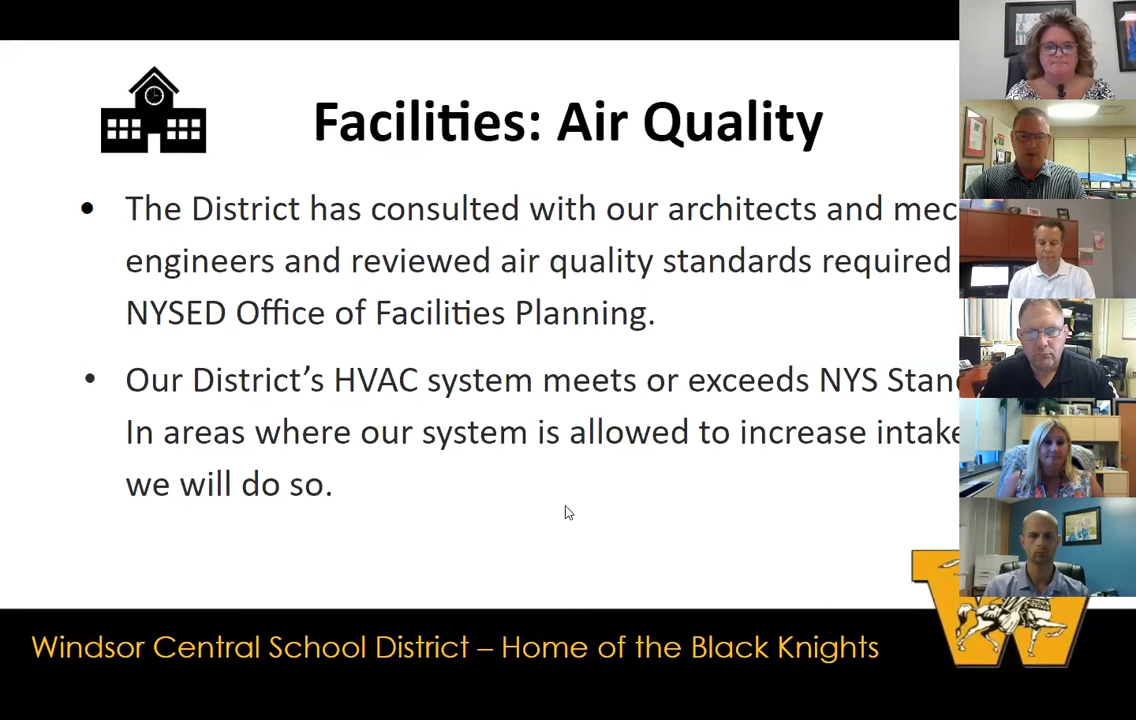 Facilities: Air Quality
• The District has consulted with our architects and mec
engineers and reviewed air quality standards required
NYSED Office of Facilities Planning.
• Our District’s HVAC system meets or exceeds NYS Stan
In areas where our system is allowed to increase intake
we will do so.
W
Windsor Central School District – Home of the Black Knights